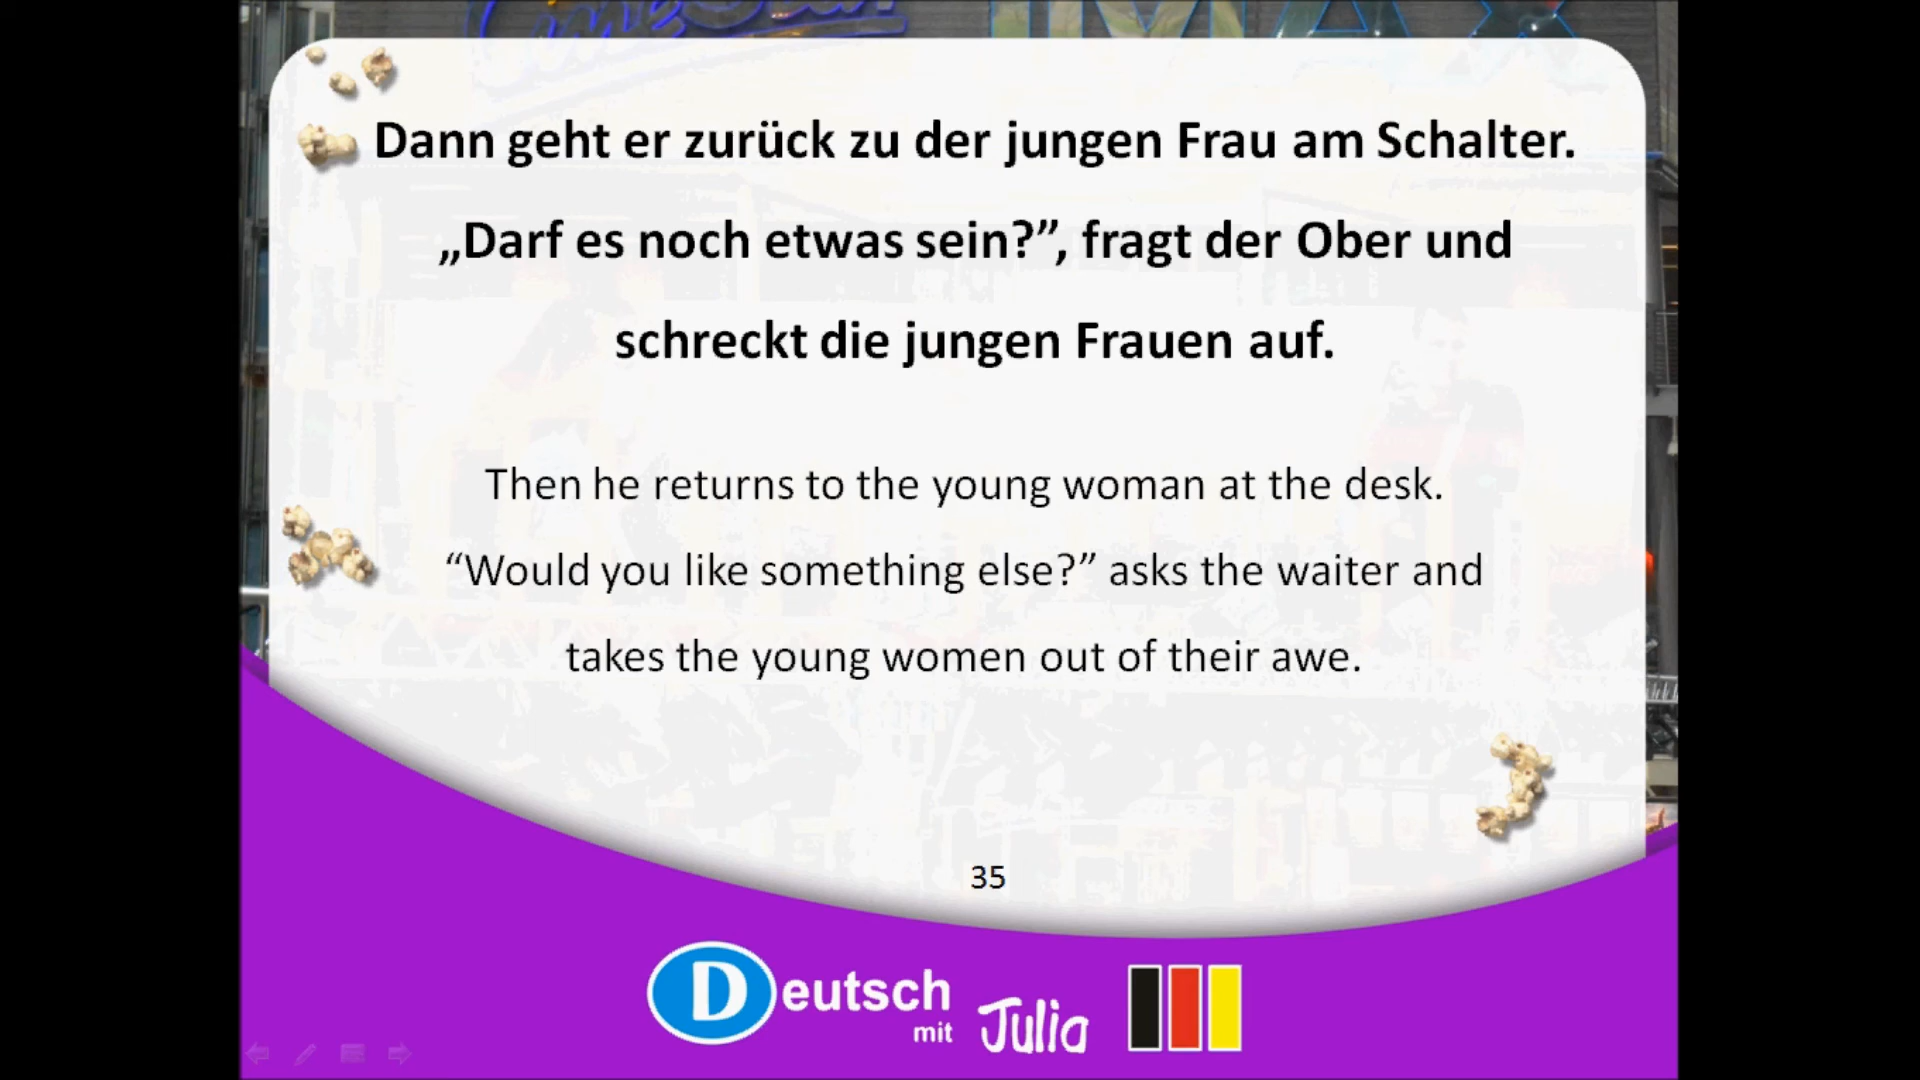 IMAX
Dann geht er zurück zu der jungen Frau am Schalter.
„Darf es noch etwas sein?”, fragt der Ober und
schreckt die jungen Frauen auf.
Then he returns to the young woman at the desk.
“Would you like something else?” asks the waiter and
takes the young women out of their awe.
35
Deutsch
mit Julia